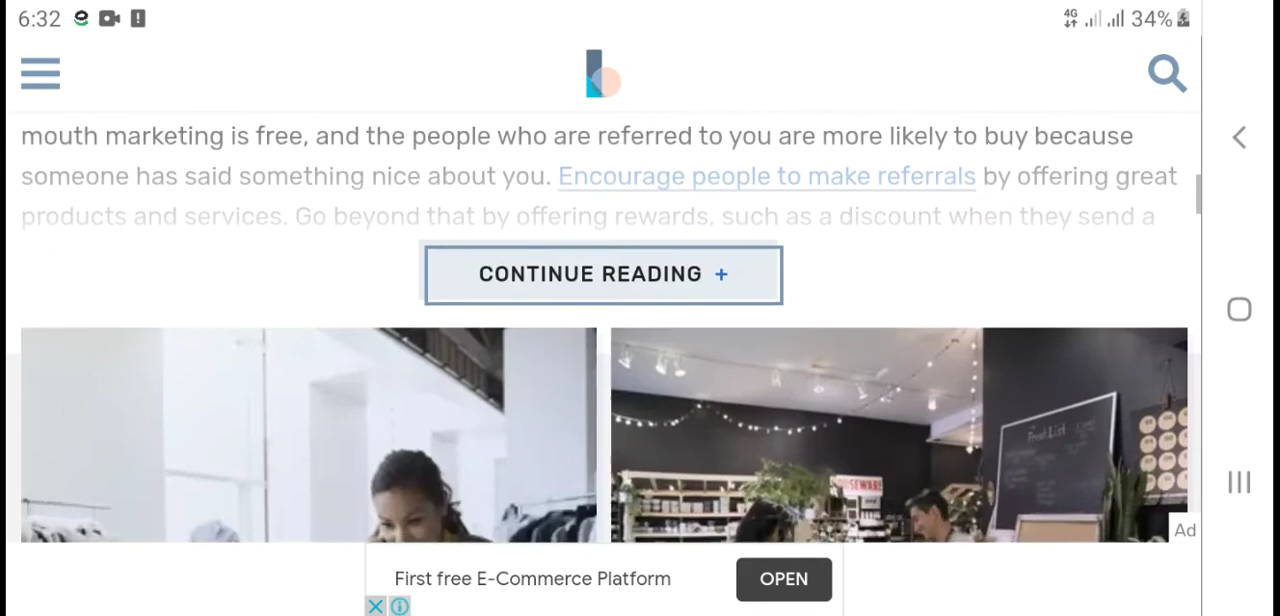 6:32
4G
34%
mouth marketing is free, and the people who are referred to you are more likely to buy because
someone has said something nice about you. Encourage people to make referrals by offering great
products and services. Go beyond that by offering rewards, such as a discount when they send a
CONTINUE READING +
HOUSEWARE
Ad
First free E-Commerce Platform
OPEN